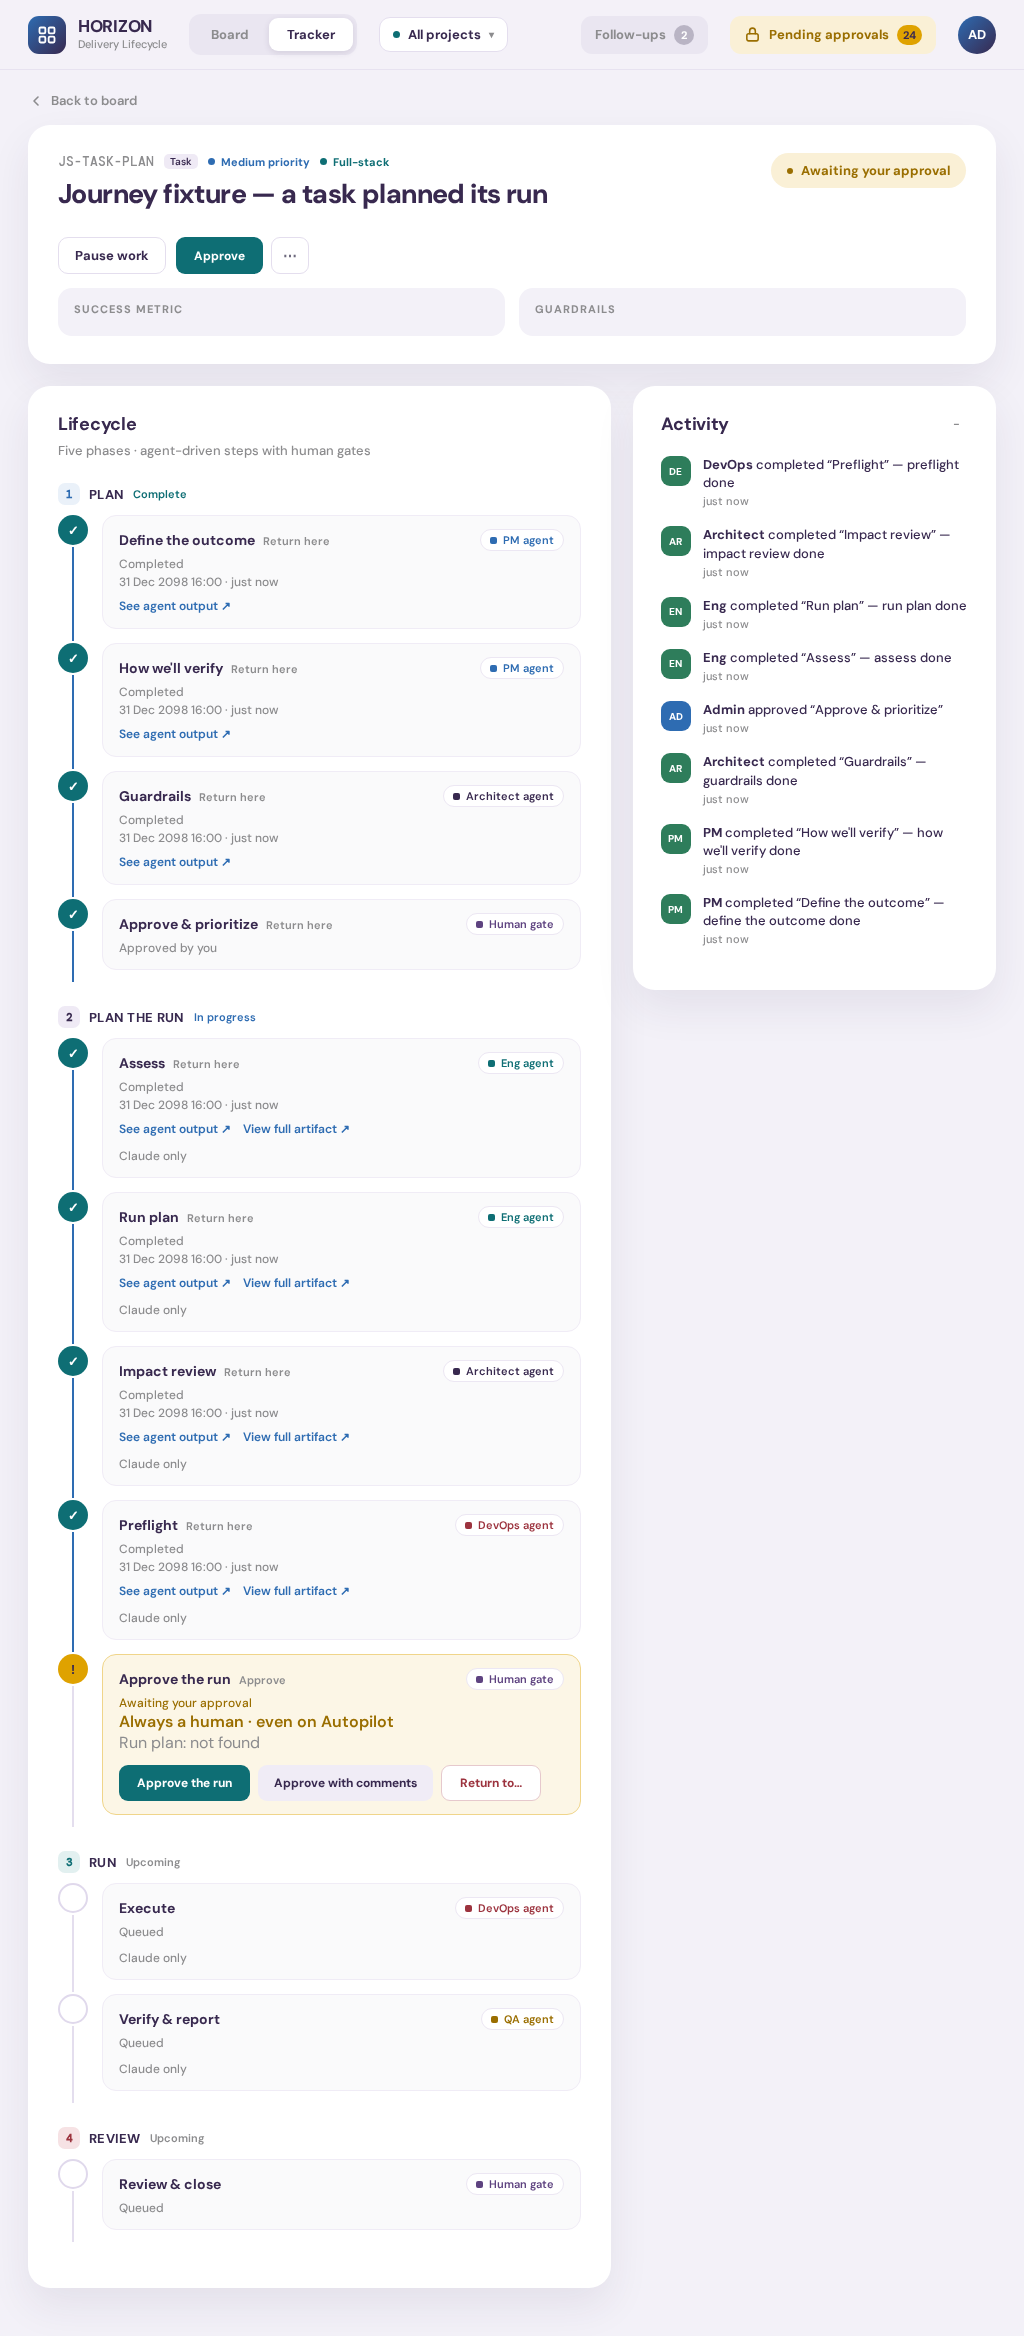 HORIZON
Delivery Lifecycle
Board
Tracker
All projects ▾
Follow-ups 2
Pending approvals 24
AD
Back to board
JS-TASK-PLAN Task Medium priority Full-stack
Awaiting your approval
Journey fixture — a task planned its run
Pause work
Approve
⋯
SUCCESS METRIC
GUARDRAILS
Lifecycle
Five phases · agent-driven steps with human gates
1 PLAN Complete
✓
Define the outcome Return here
PM agent
Completed
31 Dec 2098 16:00 · just now
See agent output ↗
✓
How we'll verify Return here
PM agent
Completed
31 Dec 2098 16:00 · just now
See agent output ↗
✓
Guardrails Return here
Architect agent
Completed
31 Dec 2098 16:00 · just now
See agent output ↗
✓
Approve & prioritize Return here
Human gate
Approved by you
2 PLAN THE RUN In progress
✓
Assess Return here
Eng agent
Completed
31 Dec 2098 16:00 · just now
See agent output ↗ View full artifact ↗
Claude only
✓
Run plan Return here
Eng agent
Completed
31 Dec 2098 16:00 · just now
See agent output ↗ View full artifact ↗
Claude only
✓
Impact review Return here
Architect agent
Completed
31 Dec 2098 16:00 · just now
See agent output ↗ View full artifact ↗
Claude only
✓
Preflight Return here
DevOps agent
Completed
31 Dec 2098 16:00 · just now
See agent output ↗ View full artifact ↗
Claude only
!
Approve the run Approve
Human gate
Awaiting your approval
Always a human · even on Autopilot
Run plan: not found
Approve the run
Approve with comments
Return to…
3 RUN Upcoming
Execute
DevOps agent
Queued
Claude only
Verify & report
QA agent
Queued
Claude only
4 REVIEW Upcoming
Review & close
Human gate
Queued
Activity
–
DE
DevOps completed “Preflight” — preflight
done
just now
AR
Architect completed “Impact review” —
impact review done
just now
EN
Eng completed “Run plan” — run plan done
just now
EN
Eng completed “Assess” — assess done
just now
AD
Admin approved “Approve & prioritize”
just now
AR
Architect completed “Guardrails” —
guardrails done
just now
PM
PM completed “How we'll verify” — how
we'll verify done
just now
PM
PM completed “Define the outcome” —
define the outcome done
just now